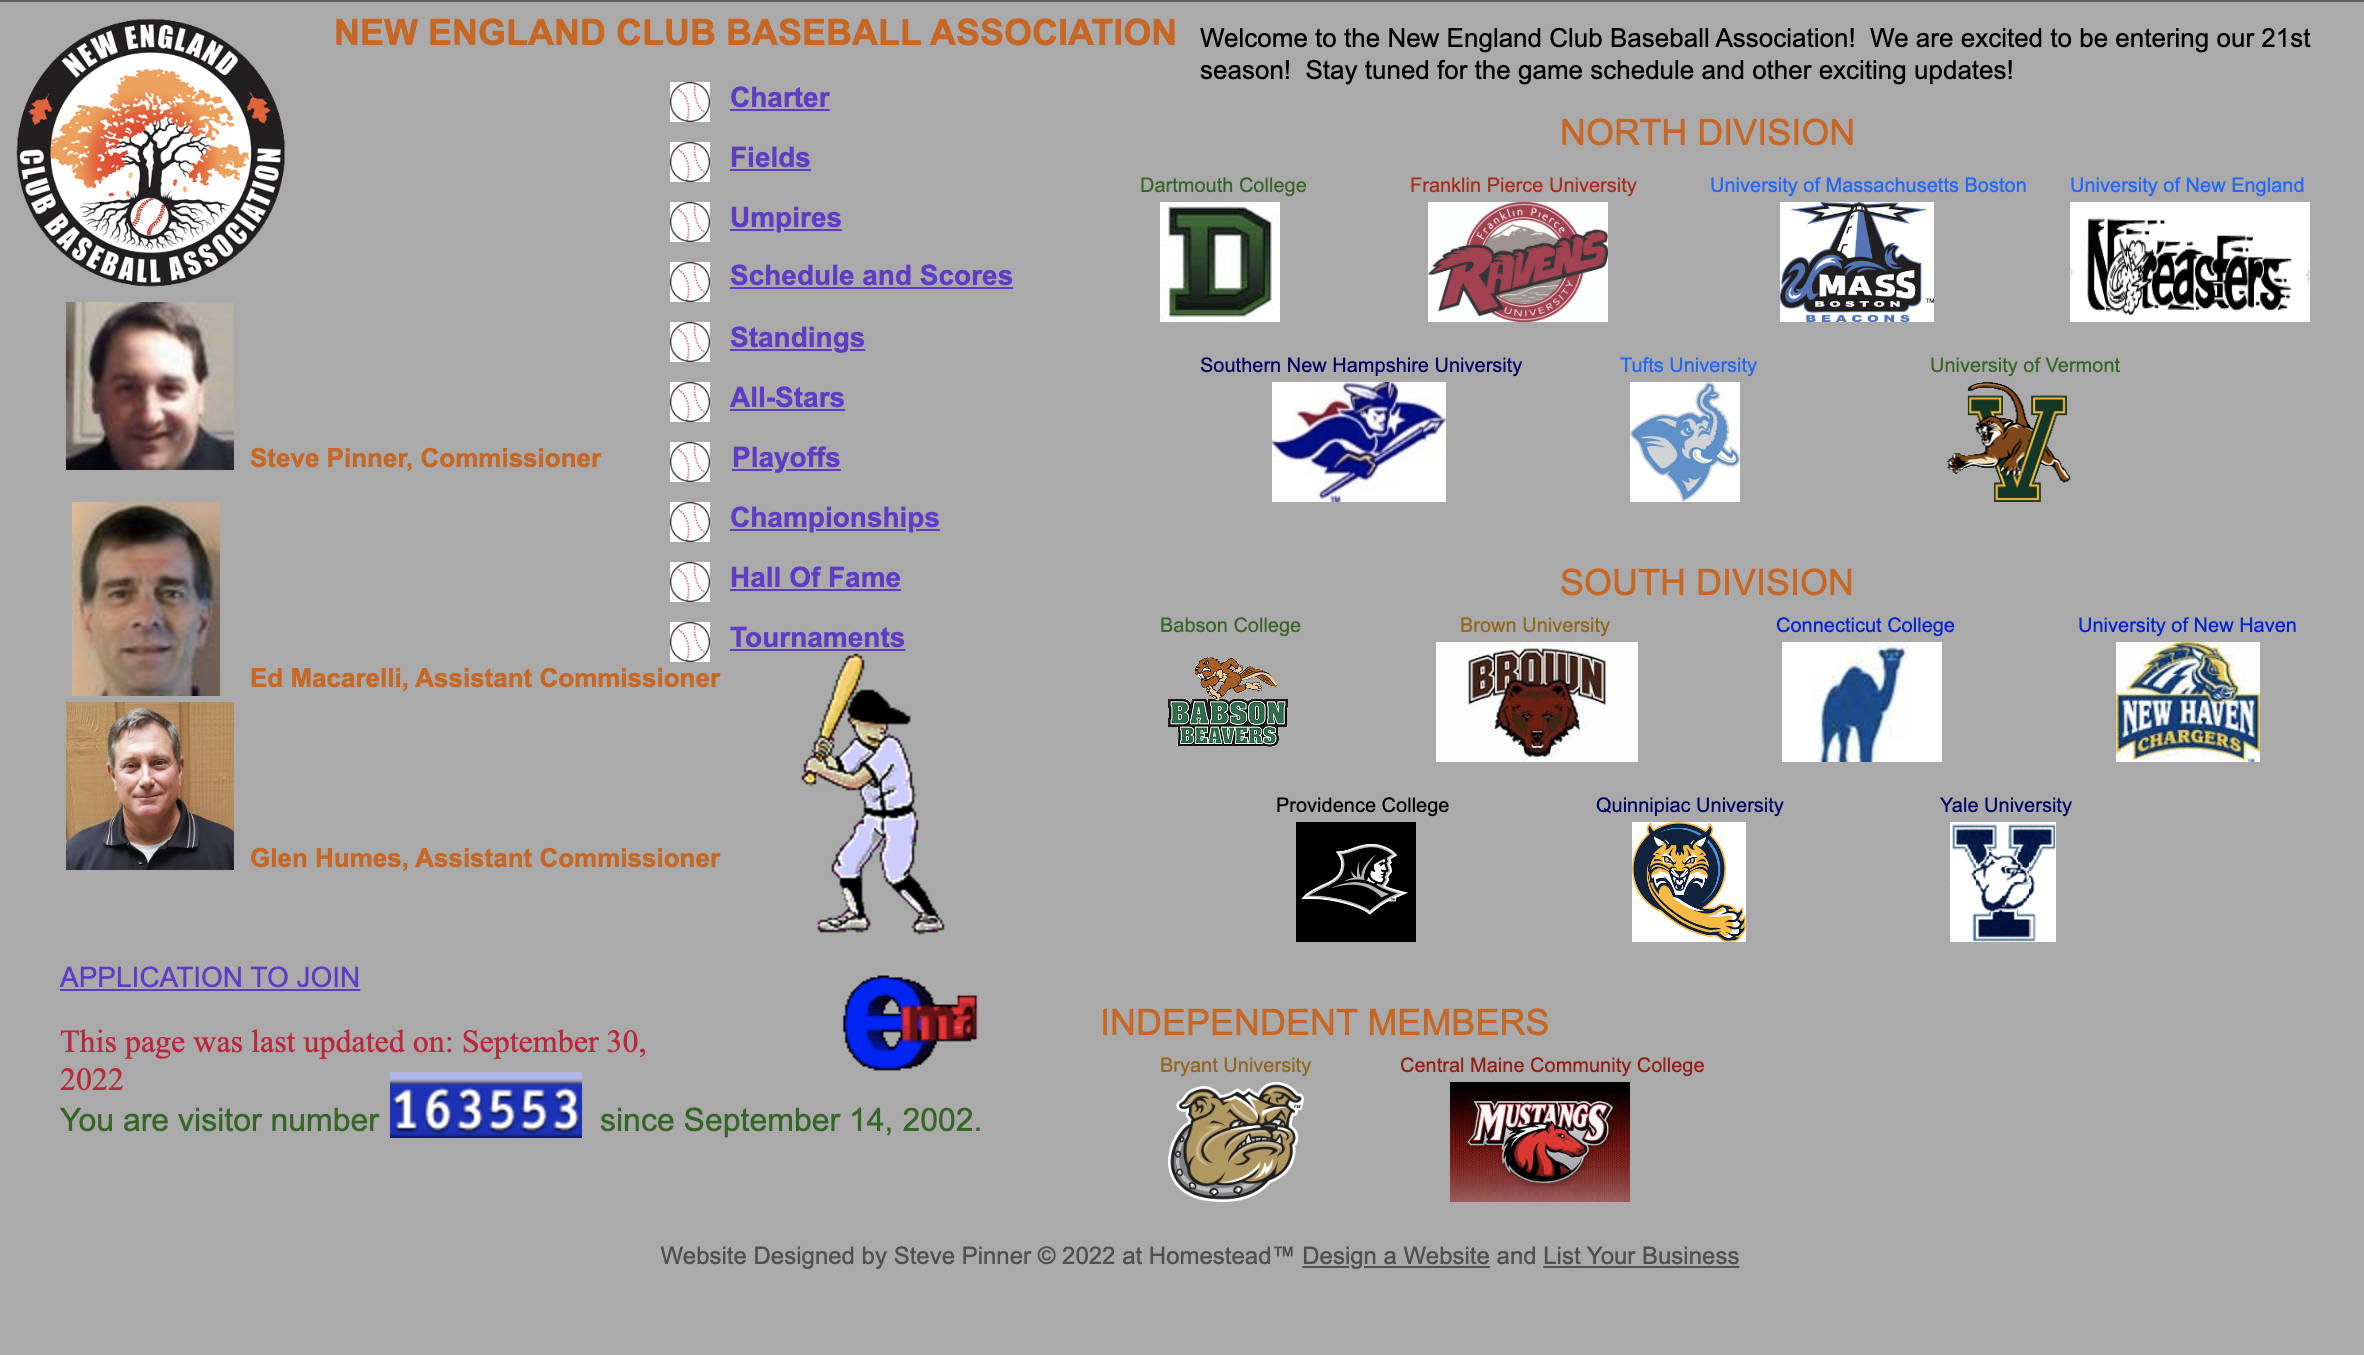 NEW ENGLAND
CLUB BASEBALL ASSOCIATION
NEW ENGLAND CLUB BASEBALL ASSOCIATION
Charter
Fields
Umpires
Schedule and Scores
Standings
All-Stars
Playoffs
Championships
Hall Of Fame
Tournaments
Steve Pinner, Commissioner
Ed Macarelli, Assistant Commissioner
Glen Humes, Assistant Commissioner
APPLICATION TO JOIN
This page was last updated on: September 30,
2022
You are visitor number 163553 since September 14, 2002.
Welcome to the New England Club Baseball Association!  We are excited to be entering our 21st
season!  Stay tuned for the game schedule and other exciting updates!
NORTH DIVISION
Dartmouth College
D
Franklin Pierce University
Franklin Pierce
RAVENS
UNIVERSITY
University of Massachusetts Boston
UMASS
BOSTON
BEACONS
™
University of New England
Nor'easters
Southern New Hampshire University
™
Tufts University
University of Vermont
V
SOUTH DIVISION
Babson College
BABSON
BEAVERS
Brown University
BROWN
Connecticut College
University of New Haven
NEW HAVEN
CHARGERS
Providence College
Quinnipiac University
Yale University
Y
INDEPENDENT MEMBERS
Bryant University
Central Maine Community College
MUSTANGS
Website Designed by Steve Pinner © 2022 at Homestead™ Design a Website and List Your Business